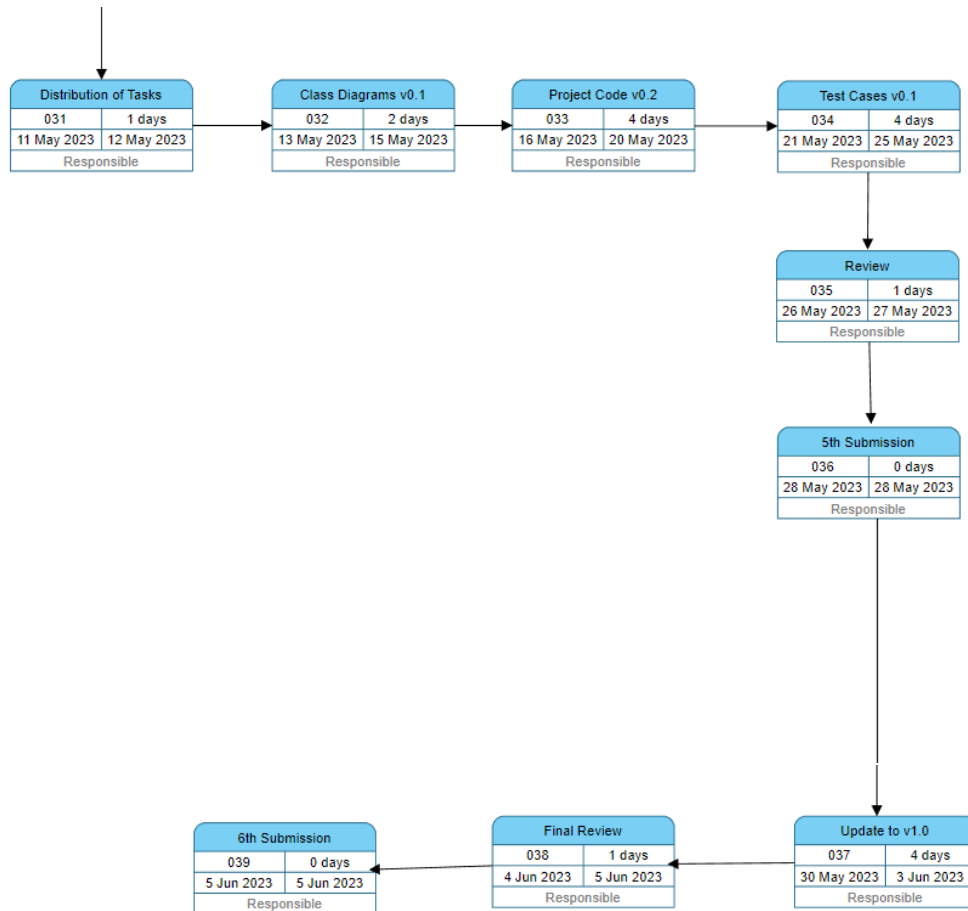 Distribution of Tasks
031 1 days
11 May 2023 12 May 2023
Responsible
Class Diagrams v0.1
032 2 days
13 May 2023 15 May 2023
Responsible
Project Code v0.2
033 4 days
16 May 2023 20 May 2023
Responsible
Test Cases v0.1
034 4 days
21 May 2023 25 May 2023
Responsible
Review
035 1 days
26 May 2023 27 May 2023
Responsible
5th Submission
036 0 days
28 May 2023 28 May 2023
Responsible
Update to v1.0
037 4 days
30 May 2023 3 Jun 2023
Responsible
Final Review
038 1 days
4 Jun 2023 5 Jun 2023
Responsible
6th Submission
039 0 days
5 Jun 2023 5 Jun 2023
Responsible